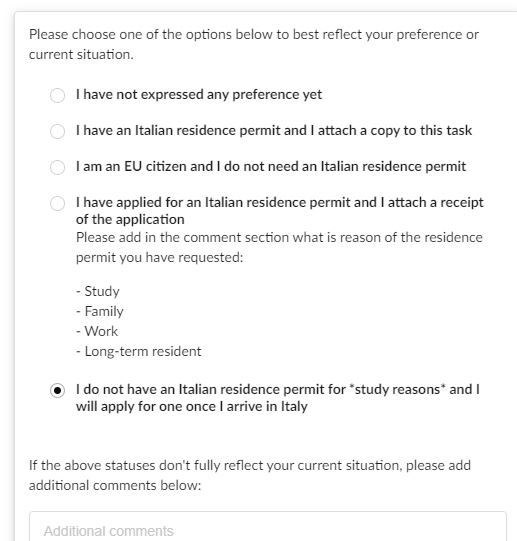 Please choose one of the options below to best reflect your preference or
current situation.
I have not expressed any preference yet
I have an Italian residence permit and I attach a copy to this task
I am an EU citizen and I do not need an Italian residence permit
I have applied for an Italian residence permit and I attach a receipt
of the application
Please add in the comment section what is reason of the residence
permit you have requested:
- Study
- Family
- Work
- Long-term resident
I do not have an Italian residence permit for *study reasons* and I
will apply for one once I arrive in Italy
If the above statuses don't fully reflect your current situation, please add
additional comments below:
Additional comments